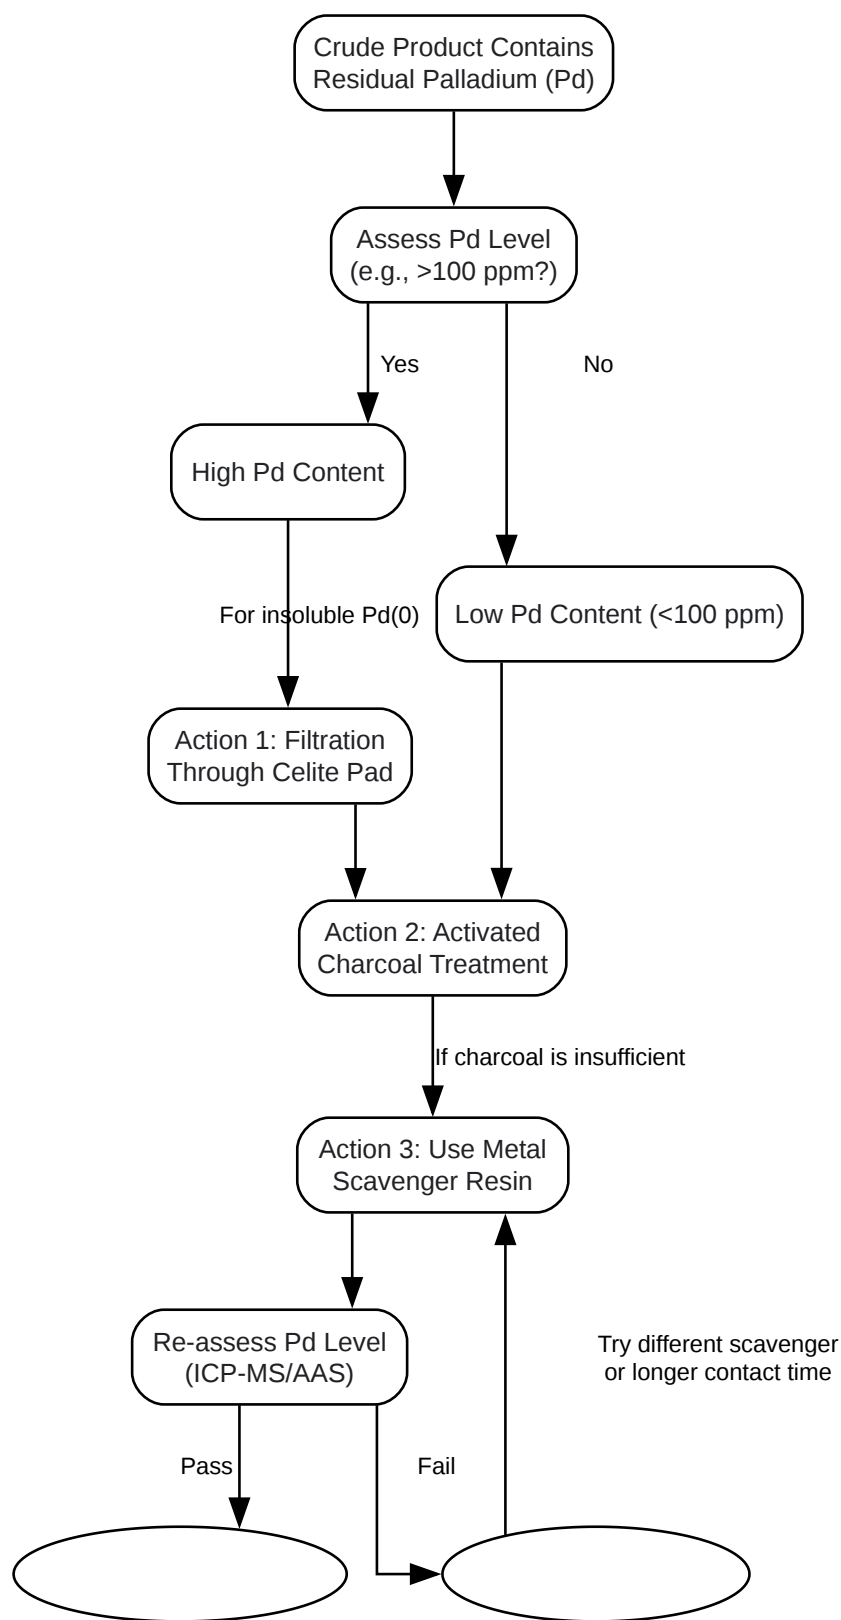 Crude Product Contains
Residual Palladium (Pd)
Assess Pd Level
(e.g., >100 ppm?)
Yes
No
High Pd Content
For insoluble Pd(0)
Low Pd Content (<100 ppm)
Action 1: Filtration
Through Celite Pad
Action 2: Activated
Charcoal Treatment
If charcoal is insufficient
Action 3: Use Metal
Scavenger Resin
Re-assess Pd Level
(ICP-MS/AAS)
Try different scavenger
or longer contact time
Pass
Fail